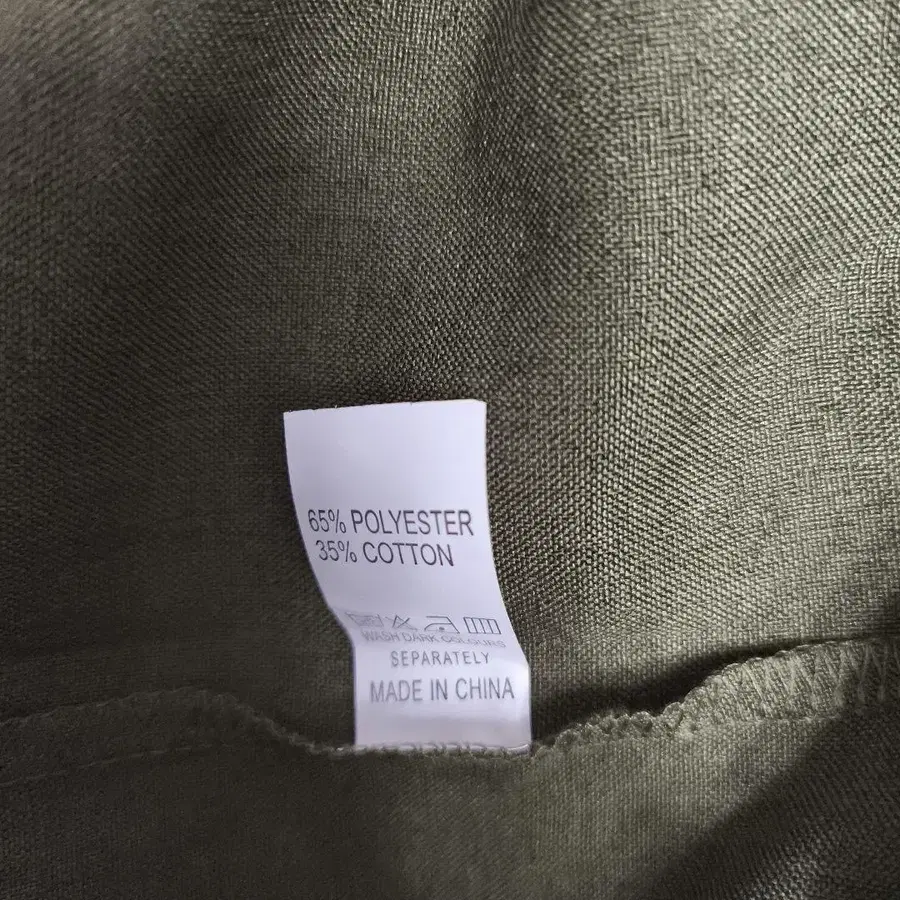 65% POLYESTER
35% COTTON
WASH DARK COLOURS
SEPARATELY
MADE IN CHINA